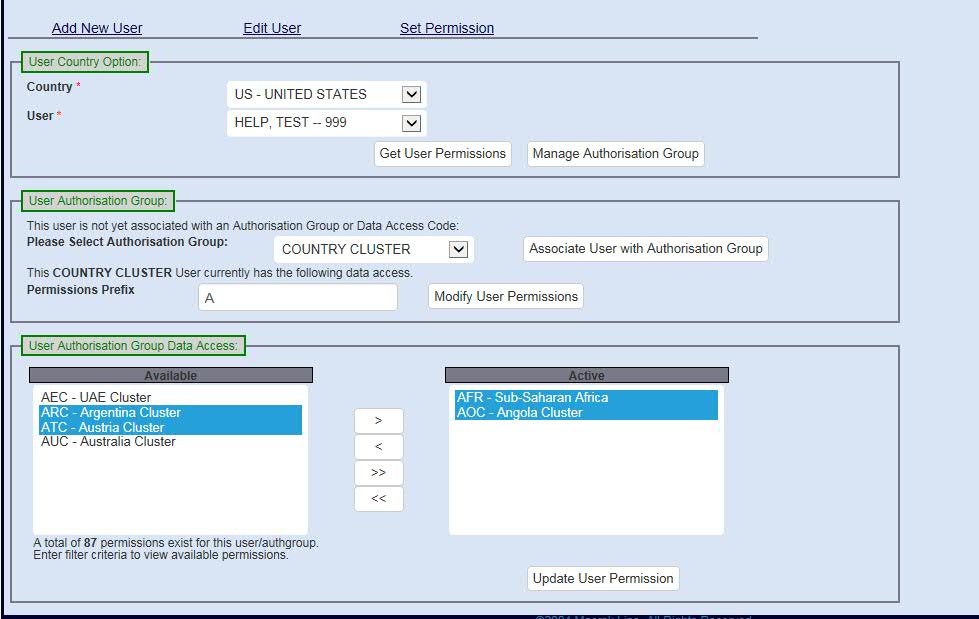 Add New User Edit User Set Permission
User Country Option:
Country * US - UNITED STATES
User * HELP, TEST -- 999
Get User Permissions Manage Authorisation Group
User Authorisation Group:
This user is not yet associated with an Authorisation Group or Data Access Code:
Please Select Authorisation Group: COUNTRY CLUSTER Associate User with Authorisation Group
This COUNTRY CLUSTER User currently has the following data access.
Permissions Prefix A Modify User Permissions
User Authorisation Group Data Access:
Available Active
AEC - UAE Cluster AFR - Sub-Saharan Africa
ARC - Argentina Cluster AOC - Angola Cluster
ATC - Austria Cluster
AUC - Australia Cluster
>
<
>>
<<
A total of 87 permissions exist for this user/authgroup.
Enter filter criteria to view available permissions.
Update User Permission